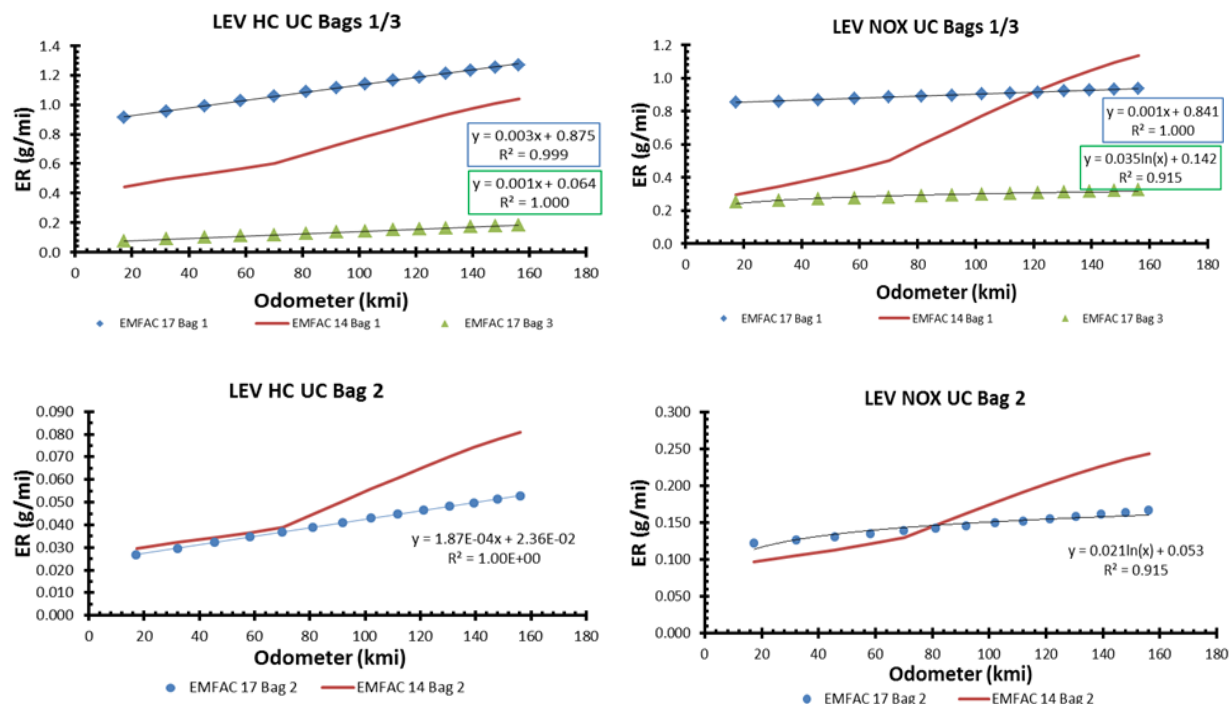 LEV HC UC Bags 1/3
1.4
1.2
1.0
0.8
0.6
0.4
0.2
0.0
ER (g/mi)
y = 0.003x + 0.875
R² = 0.999
y = 0.001x + 0.064
R² = 1.000
0 20 40 60 80 100 120 140 160 180
Odometer (kmi)
EMFAC 17 Bag 1 EMFAC 14 Bag 1 EMFAC 17 Bag 3
LEV NOX UC Bags 1/3
1.2
1.0
0.8
0.6
0.4
0.2
0.0
ER (g/mi)
y = 0.001x + 0.841
R² = 1.000
y = 0.035ln(x) + 0.142
R² = 0.915
0 20 40 60 80 100 120 140 160 180
Odometer (kmi)
EMFAC 17 Bag 1 EMFAC 14 Bag 1 EMFAC 17 Bag 3
LEV HC UC Bag 2
0.090
0.080
0.070
0.060
0.050
0.040
0.030
0.020
0.010
0.000
ER (g/mi)
y = 1.87E-04x + 2.36E-02
R² = 1.00E+00
0 20 40 60 80 100 120 140 160 180
Odometer (kmi)
EMFAC 17 Bag 2 EMFAC 14 Bag 2
LEV NOX UC Bag 2
0.300
0.250
0.200
0.150
0.100
0.050
0.000
ER (g/mi)
y = 0.021ln(x) + 0.053
R² = 0.915
0 20 40 60 80 100 120 140 160 180
Odometer (kmi)
EMFAC 17 Bag 2 EMFAC 14 Bag 2